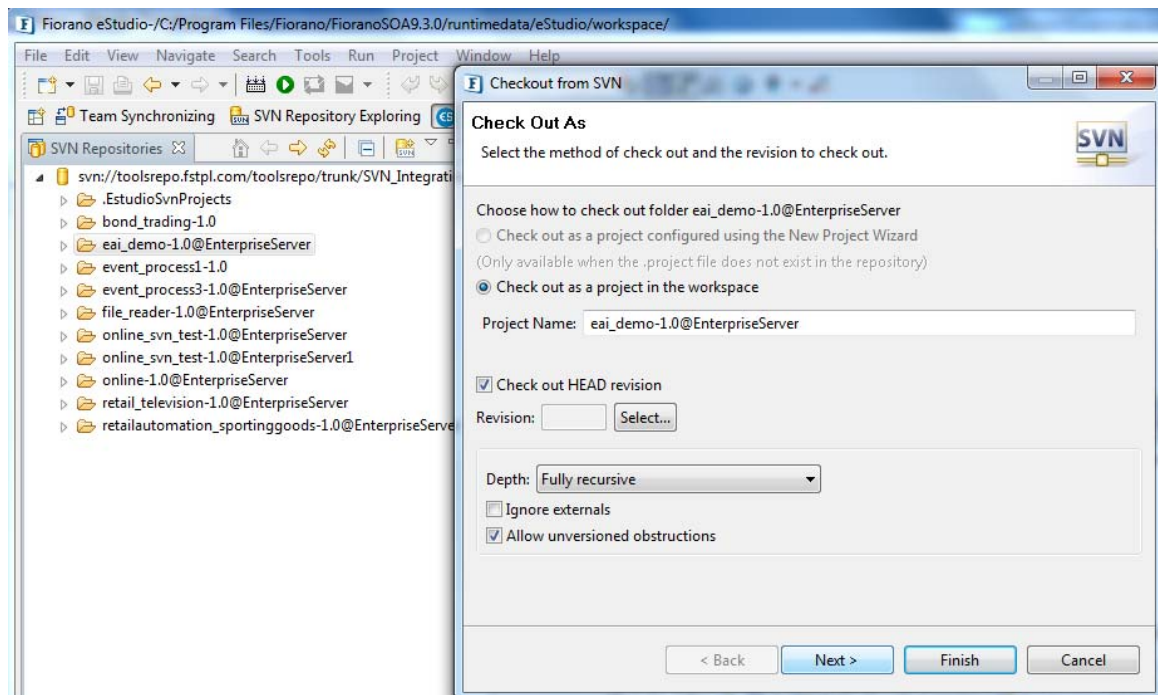 Fiorano eStudio-/C:/Program Files/Fiorano/FioranoSOA9.3.0/runtimedata/eStudio/workspace/
File Edit View Navigate Search Tools Run Project Window Help
Team Synchronizing SVN Repository Exploring
SVN Repositories
svn://toolsrepo.fstpl.com/toolsrepo/trunk/SVN_Integrati
.EstudioSvnProjects
bond_trading-1.0
eai_demo-1.0@EnterpriseServer
event_process1-1.0
event_process3-1.0@EnterpriseServer
file_reader-1.0@EnterpriseServer
online_svn_test-1.0@EnterpriseServer
online_svn_test-1.0@EnterpriseServer1
online-1.0@EnterpriseServer
retail_television-1.0@EnterpriseServer
retailautomation_sportinggoods-1.0@EnterpriseServe
Checkout from SVN
Check Out As
Select the method of check out and the revision to check out.
SVN
Choose how to check out folder eai_demo-1.0@EnterpriseServer
Check out as a project configured using the New Project Wizard
(Only available when the .project file does not exist in the repository)
Check out as a project in the workspace
Project Name: eai_demo-1.0@EnterpriseServer
Check out HEAD revision
Revision: Select...
Depth: Fully recursive
Ignore externals
Allow unversioned obstructions
< Back Next > Finish Cancel